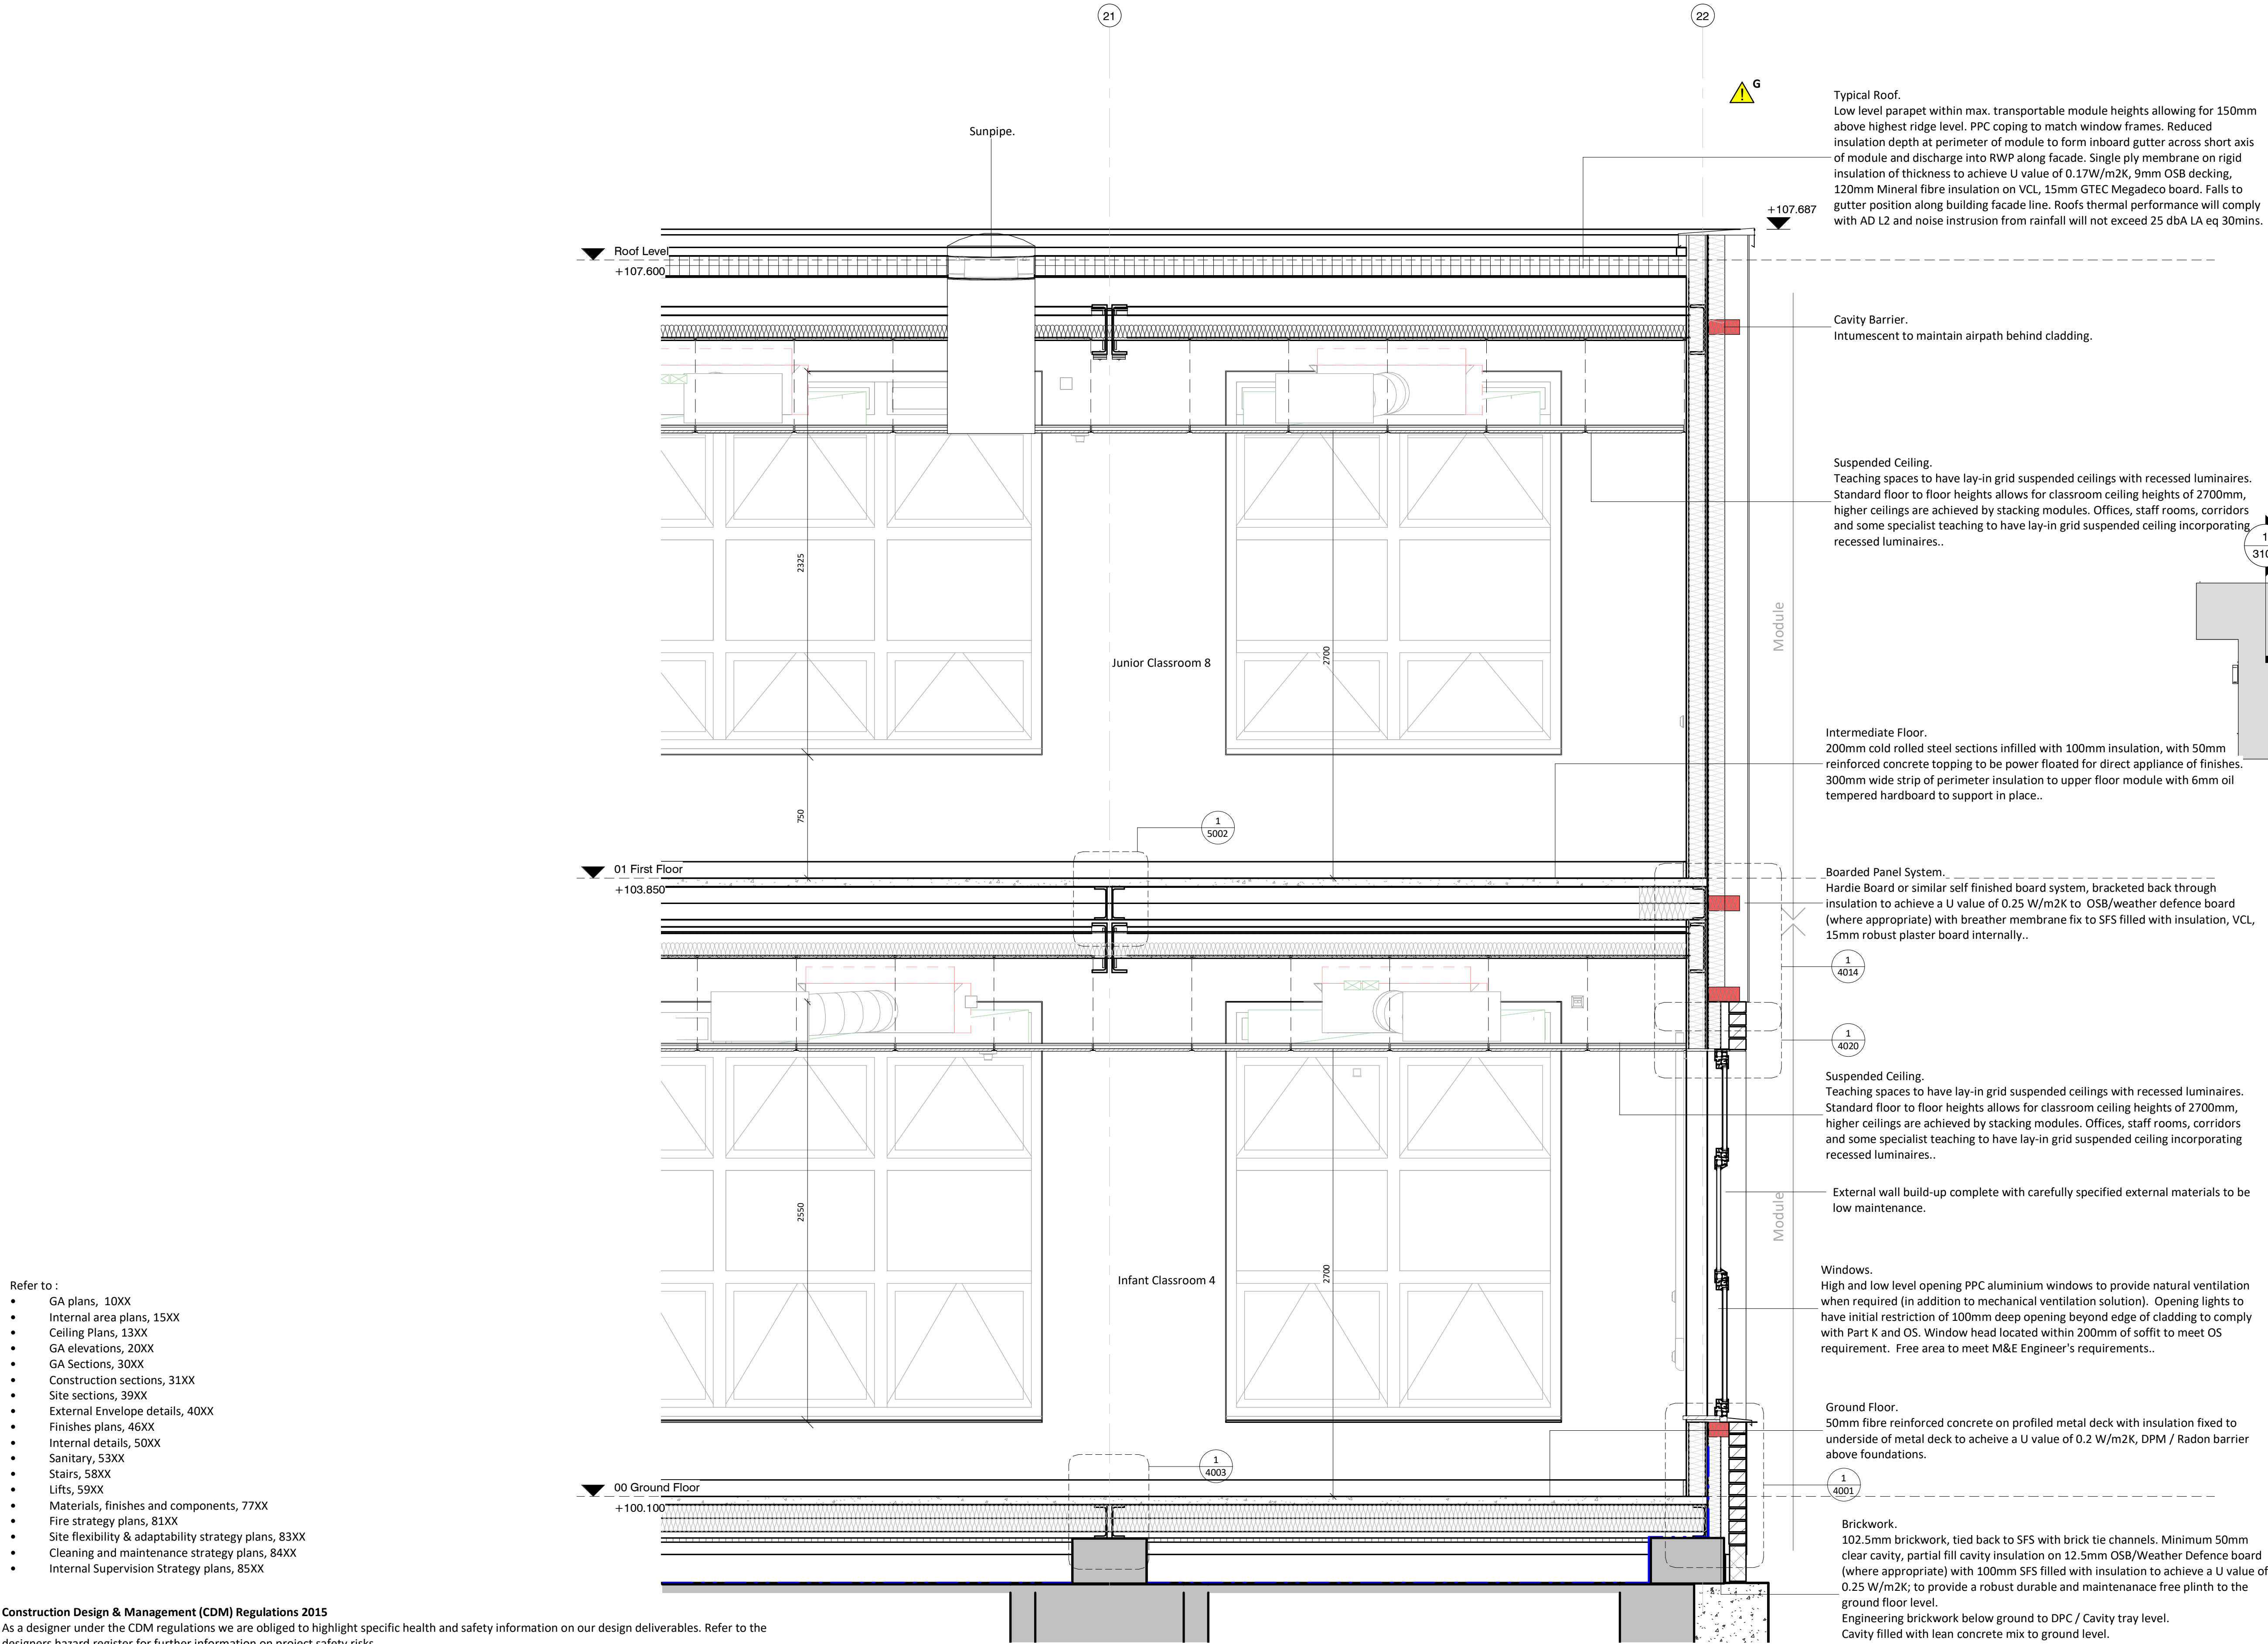 21
22
G
Sunpipe.
Typical Roof.
Low level parapet within max. transportable module heights allowing for 150mm
above highest ridge level. PPC coping to match window frames. Reduced
insulation depth at perimeter of module to form inboard gutter across short axis
of module and discharge into RWP along facade. Single ply membrane on rigid
insulation of thickness to achieve U value of 0.17W/m2K, 9mm OSB decking,
120mm Mineral fibre insulation on VCL, 15mm GTEC Megadeco board. Falls to
gutter position along building facade line. Roofs thermal performance will comply
with AD L2 and noise instrusion from rainfall will not exceed 25 dbA LA eq 30mins.
+107.687
Roof Level
+107.600
Cavity Barrier.
Intumescent to maintain airpath behind cladding.
Suspended Ceiling.
Teaching spaces to have lay-in grid suspended ceilings with recessed luminaires.
Standard floor to floor heights allows for classroom ceiling heights of 2700mm,
higher ceilings are achieved by stacking modules. Offices, staff rooms, corridors
and some specialist teaching to have lay-in grid suspended ceiling incorporating
recessed luminaires..
1
310
2325
Module
Junior Classroom 8
2700
Intermediate Floor.
200mm cold rolled steel sections infilled with 100mm insulation, with 50mm
reinforced concrete topping to be power floated for direct appliance of finishes.
300mm wide strip of perimeter insulation to upper floor module with 6mm oil
tempered hardboard to support in place..
750
1
5002
01 First Floor
+103.850
Boarded Panel System.
Hardie Board or similar self finished board system, bracketed back through
insulation to achieve a U value of 0.25 W/m2K to OSB/weather defence board
(where appropriate) with breather membrane fix to SFS filled with insulation, VCL,
15mm robust plaster board internally..
1
4014
1
4020
Suspended Ceiling.
Teaching spaces to have lay-in grid suspended ceilings with recessed luminaires.
Standard floor to floor heights allows for classroom ceiling heights of 2700mm,
higher ceilings are achieved by stacking modules. Offices, staff rooms, corridors
and some specialist teaching to have lay-in grid suspended ceiling incorporating
recessed luminaires..
External wall build-up complete with carefully specified external materials to be
low maintenance.
2550
Module
Infant Classroom 4
2700
Windows.
High and low level opening PPC aluminium windows to provide natural ventilation
when required (in addition to mechanical ventilation solution). Opening lights to
have initial restriction of 100mm deep opening beyond edge of cladding to comply
with Part K and OS. Window head located within 200mm of soffit to meet OS
requirement. Free area to meet M&E Engineer's requirements..
Ground Floor.
50mm fibre reinforced concrete on profiled metal deck with insulation fixed to
underside of metal deck to acheive a U value of 0.2 W/m2K, DPM / Radon barrier
above foundations.
1
4003
1
4001
00 Ground Floor
+100.100
Brickwork.
102.5mm brickwork, tied back to SFS with brick tie channels. Minimum 50mm
clear cavity, partial fill cavity insulation on 12.5mm OSB/Weather Defence board
(where appropriate) with 100mm SFS filled with insulation to achieve a U value of
0.25 W/m2K; to provide a robust durable and maintenanace free plinth to the
ground floor level.
Engineering brickwork below ground to DPC / Cavity tray level.
Cavity filled with lean concrete mix to ground level.
Refer to :
• GA plans, 10XX
• Internal area plans, 15XX
• Ceiling Plans, 13XX
• GA elevations, 20XX
• GA Sections, 30XX
• Construction sections, 31XX
• Site sections, 39XX
• External Envelope details, 40XX
• Finishes plans, 46XX
• Internal details, 50XX
• Sanitary, 53XX
• Stairs, 58XX
• Lifts, 59XX
• Materials, finishes and components, 77XX
• Fire strategy plans, 81XX
• Site flexibility & adaptability strategy plans, 83XX
• Cleaning and maintenance strategy plans, 84XX
• Internal Supervision Strategy plans, 85XX
Construction Design & Management (CDM) Regulations 2015
As a designer under the CDM regulations we are obliged to highlight specific health and safety information on our design deliverables. Refer to the
designers hazard register for further information on project safety risks